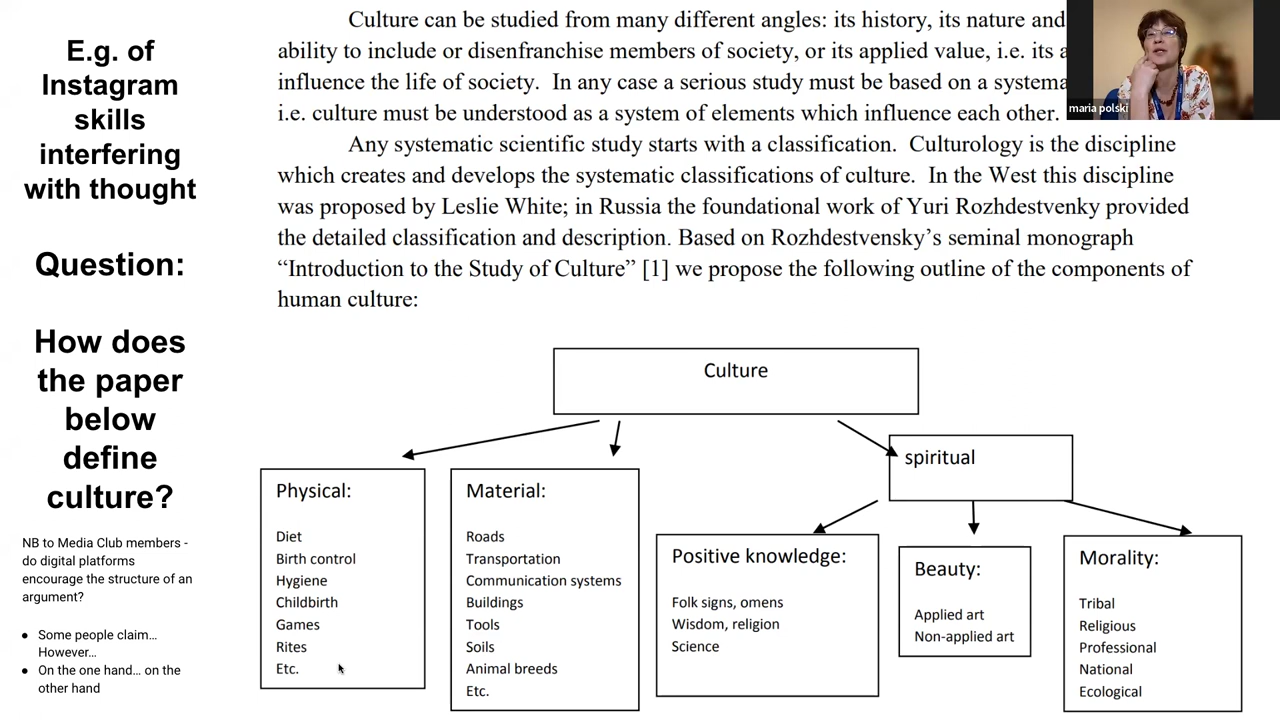 E.g. of
Instagram
skills
interfering
with thought
Question:
How does
the paper
below
define
culture?
NB to Media Club members -
do digital platforms
encourage the structure of an
argument?
● Some people claim…
However…
● On the one hand… on the
other hand
Culture can be studied from many different angles: its history, its nature and
ability to include or disenfranchise members of society, or its applied value, i.e. its
influence the life of society.  In any case a serious study must be based on a
i.e. culture must be understood as a system of elements which influence each other.
Any systematic scientific study starts with a classification.  Culturology is the discipline
which creates and develops the systematic classifications of culture.  In the West this discipline
was proposed by Leslie White; in Russia the foundational work of Yuri Rozhdestvenky provided
the detailed classification and description. Based on Rozhdestvensky’s seminal monograph
“Introduction to the Study of Culture” [1] we propose the following outline of the components of
human culture:
maria polski
Culture
spiritual
Physical:
Diet
Birth control
Hygiene
Childbirth
Games
Rites
Etc.
Material:
Roads
Transportation
Communication systems
Buildings
Tools
Soils
Animal breeds
Etc.
Positive knowledge:
Folk signs, omens
Wisdom, religion
Science
Beauty:
Applied art
Non-applied art
Morality:
Tribal
Religious
Professional
National
Ecological